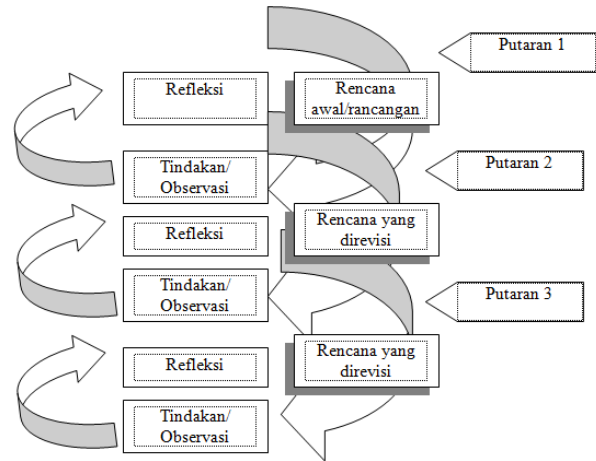 Putaran 1
Refleksi
Rencana
awal/rancangan
Putaran 2
Tindakan/
Observasi
Rencana yang
direvisi
Refleksi
Tindakan/
Observasi
Putaran 3
Rencana yang
direvisi
Refleksi
Tindakan/
Observasi